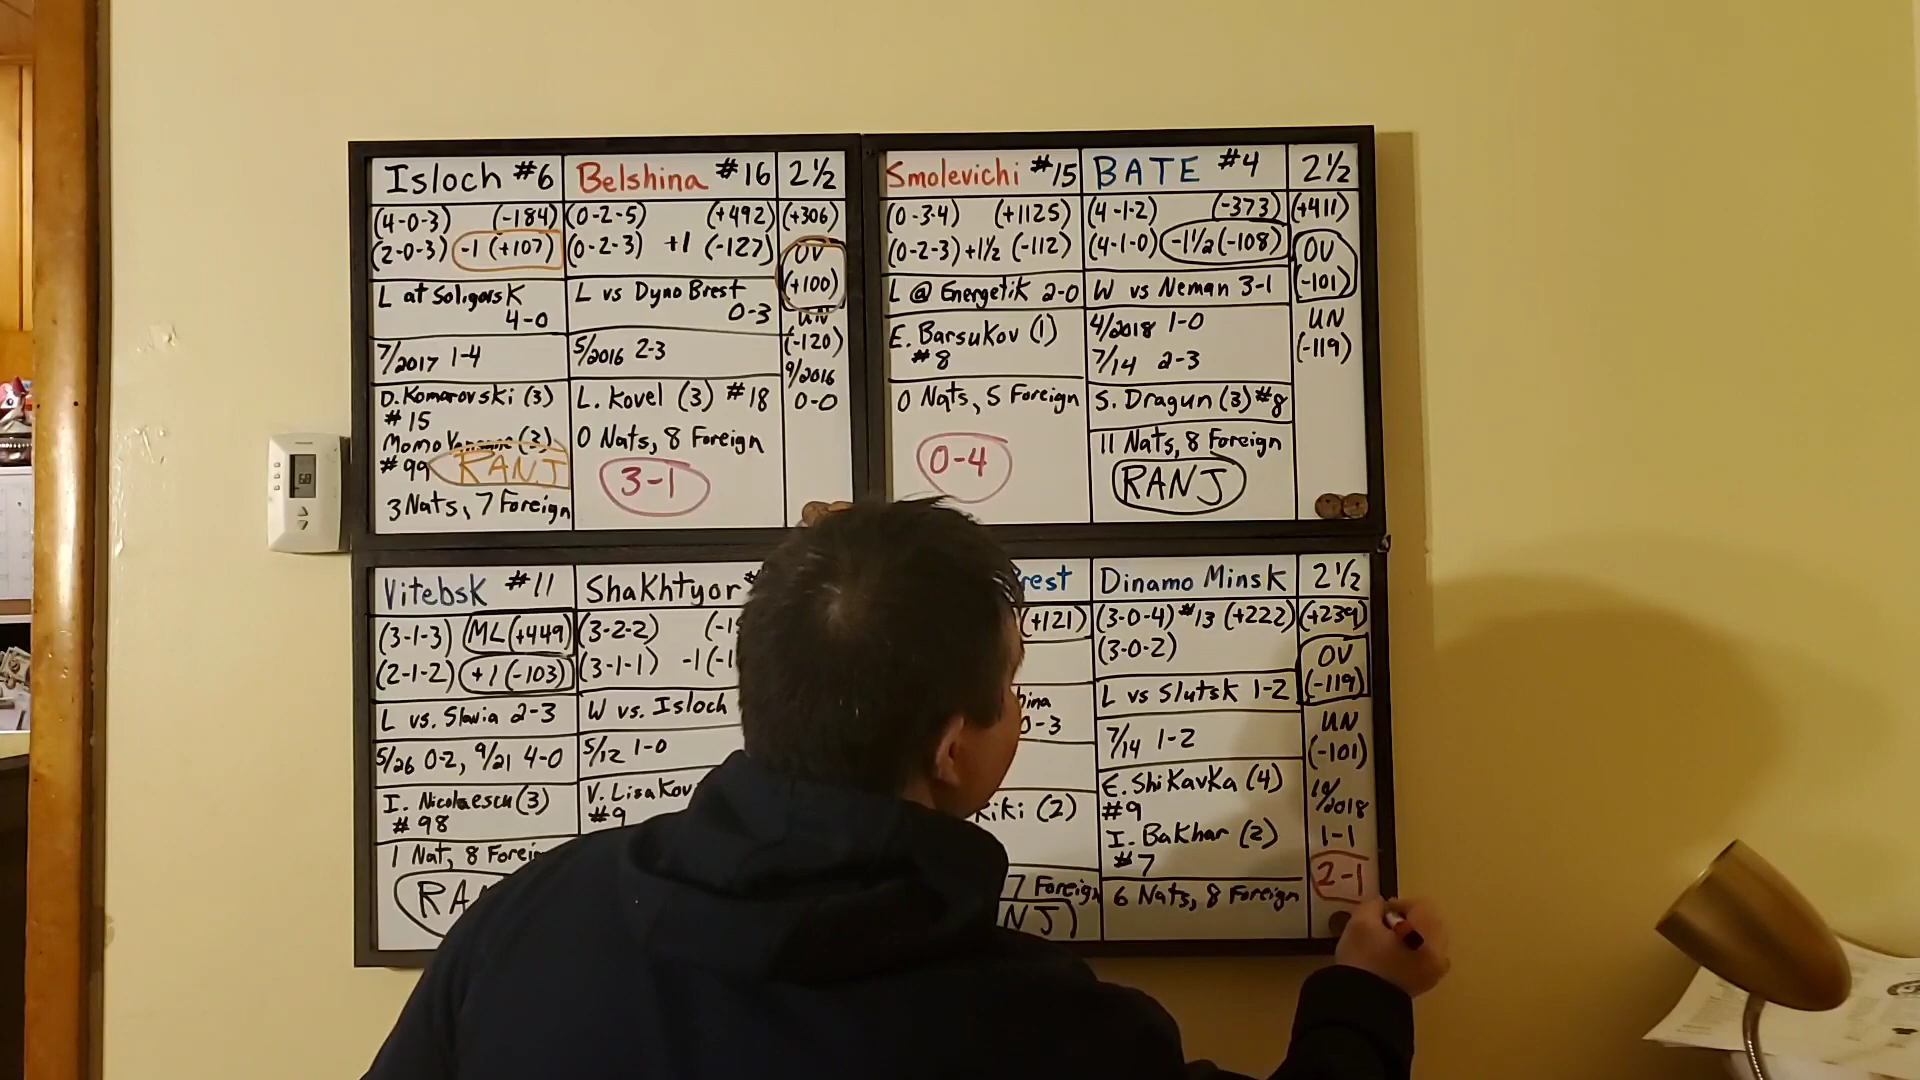 Isloch #6
(4-0-3) (-184)
(2-0-3) -1 (+107)
L at Soligorsk
4-0
7/2017 1-4
D. Komarovski (3)
#15
Momo (3)
#99 RANJ
3 Nats, 7 Foreign
Belshina #16
(0-2-5) (+492)
(0-2-3) +1 (-127)
L vs Dyno Brest
0-3
5/2016 2-3
L. Kovel (3) #18
0 Nats, 8 Foreign
3-1
2½
(+306)
OV
(+100)
UN
(-120)
9/2016
0-0
Smolevichi #15
(0-3-4) (+1125)
(0-2-3) +1½ (-112)
L @ Energetik 2-0
E. Barsukov (1)
#8
0 Nats, 5 Foreign
0-4
BATE #4
(4-1-2) (-373)
(4-1-0) -1½ (-108)
W vs Neman 3-1
4/2018 1-0
7/14 2-3
S. Dragun (3) #8
11 Nats, 8 Foreign
RANJ
2½
(+411)
OV
(-101)
UN
(-119)
Vitebsk #11
(3-1-3) ML (+449)
(2-1-2) +1 (-103)
L vs. Slavia 2-3
5/26 0-2, 9/21 4-0
I. Nicolaescu (3)
#98
1 Nat, 8
Shakhtyor
(3-2-2)
(3-1-1)
W vs. Isloch
5/12 1-0
#9
(+121)
0-3
(2)
7 Foreign
Dinamo Minsk
(3-0-4) #13 (+222)
(3-0-2)
L vs Slutsk 1-2
7/14 1-2
E. Shikavka (4)
#9
I. Bakhar (2)
#7
6 Nats, 8 Foreign
2½
(+239)
OV
(-119)
UN
(-101)
10/2018
1-1
2-1